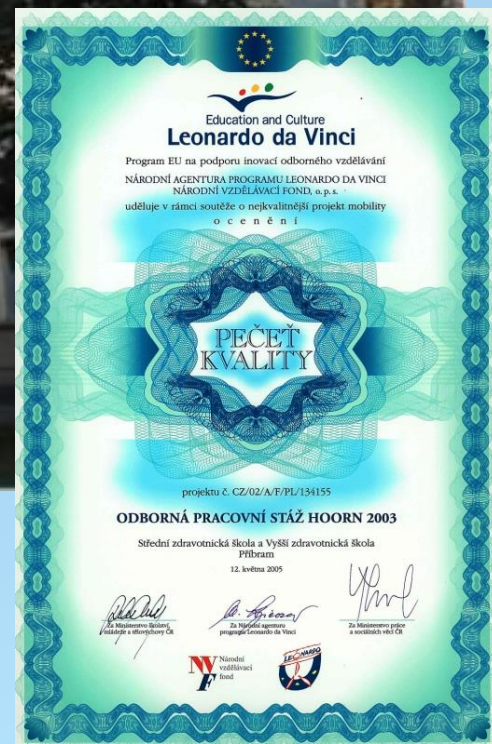 Education and Culture
Leonardo da Vinci
Program EU na podporu inovací odborného vzdělávání
NÁRODNÍ AGENTURA PROGRAMU LEONARDO DA VINCI
NÁRODNÍ VZDĚLÁVACÍ FOND, o.p.s.
uděluje v rámci soutěže o nejkvalitnější projekt mobility
ocenění
PEČEŤ
KVALITY
projektu č. CZ/02/A/F/PL/134155
ODBORNÁ PRACOVNÍ STÁŽ HOORN 2003
Střední zdravotnická škola a Vyšší zdravotnická škola
Příbram
12. května 2005
Za Ministerstvo školství,
mládeže a tělovýchovy ČR
Za Národní agenturu
programu Leonardo da Vinci
Za Ministerstvo práce
a sociálních věcí ČR
NVF
Národní
vzdělávací
fond
LEONARDO